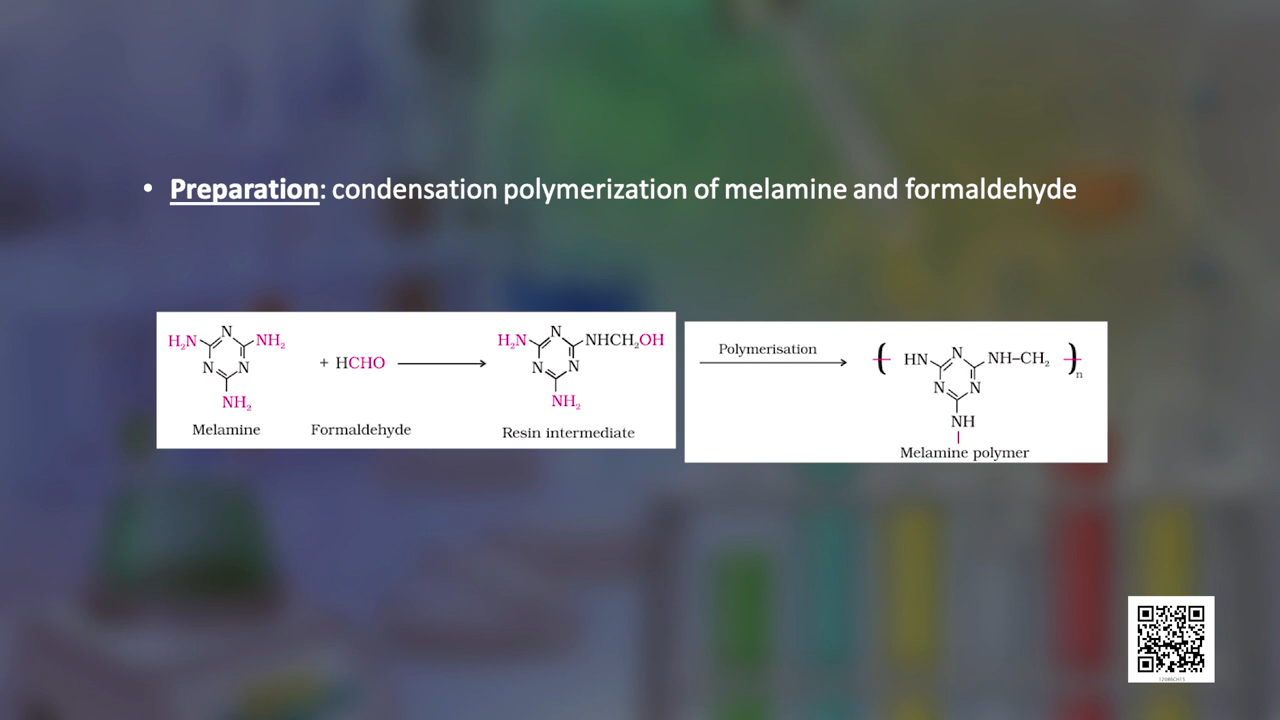 • Preparation: condensation polymerization of melamine and formaldehyde
H₂N N NH₂
N N
NH₂
+ HCHO
Melamine Formaldehyde
H₂N N NHCH₂OH
N N
NH₂
Resin intermediate
Polymerisation
( HN N NH–CH₂ )n
N N
NH
Melamine polymer